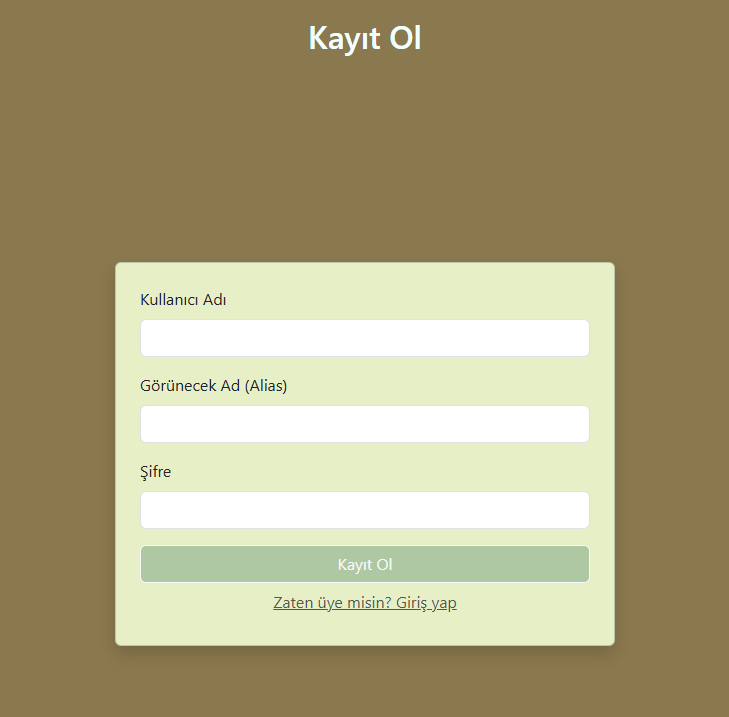 Kayıt Ol
Kullanıcı Adı
Görünecek Ad (Alias)
Şifre
Kayıt Ol
Zaten üye misin? Giriş yap